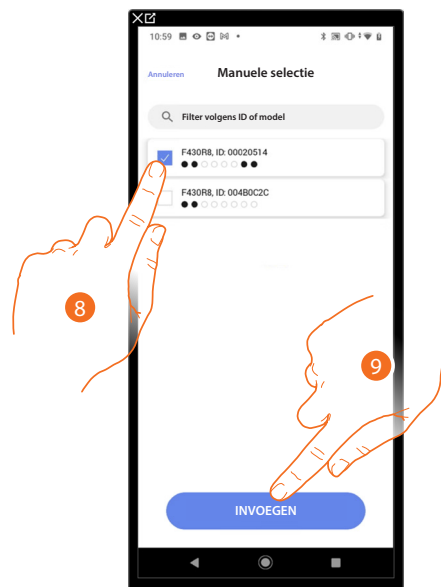 10:59
Annuleren Manuele selectie
Filter volgens ID of model
F430R8, ID: 00020514
F430R8, ID: 004B0C2C
8
9
INVOEGEN